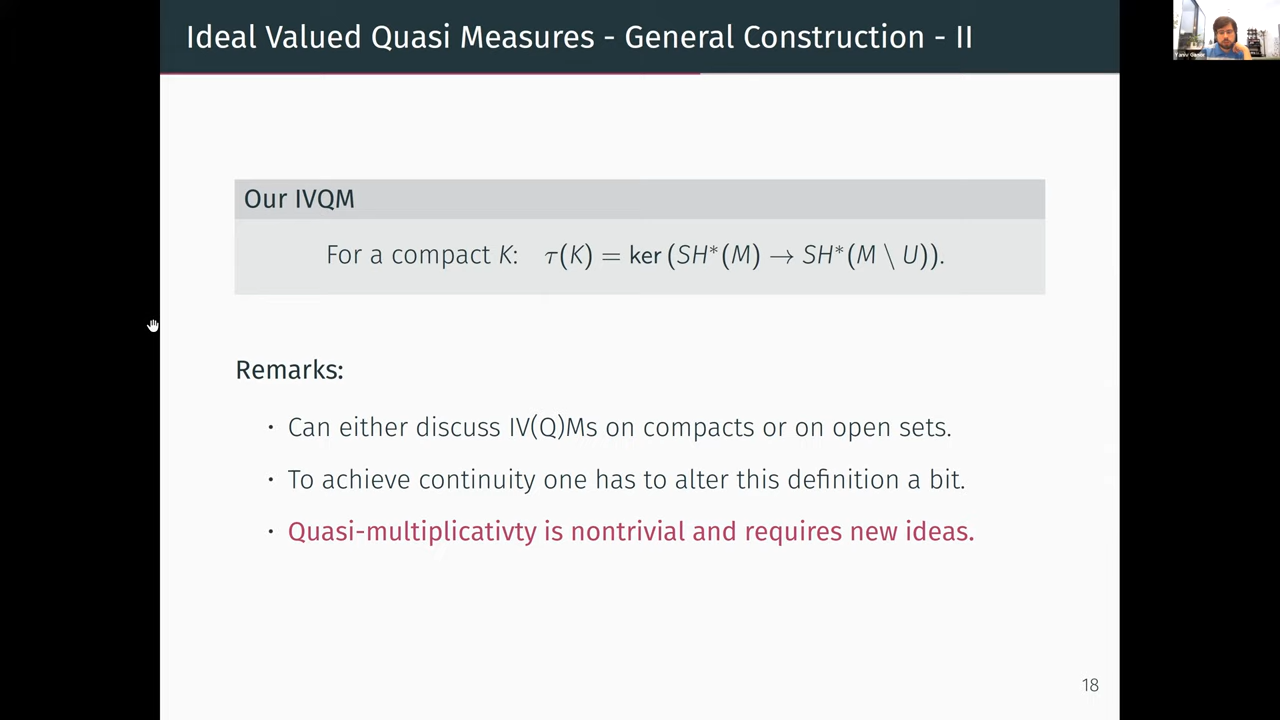 Ideal Valued Quasi Measures - General Construction - II
Our IVQM
For a compact K: τ(K) = ker (SH*(M) → SH*(M \ U)).
Remarks:
· Can either discuss IV(Q)Ms on compacts or on open sets.
· To achieve continuity one has to alter this definition a bit.
· Quasi-multiplicativty is nontrivial and requires new ideas.
18